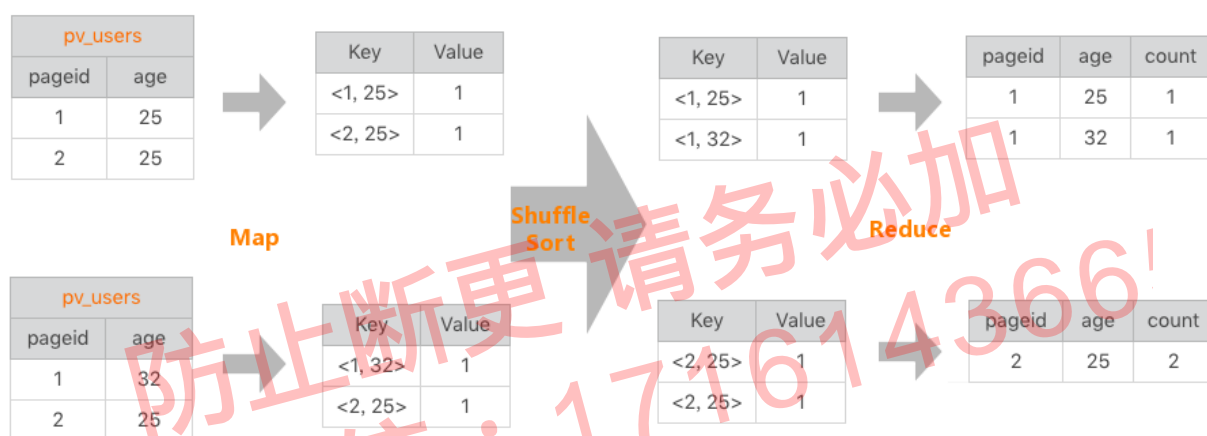 pv_users
pageid age
1 25
2 25
Key Value
<1, 25> 1
<2, 25> 1
Key Value
<1, 25> 1
<1, 32> 1
pageid age count
1 25 1
1 32 1
Map
Shuffle
Sort
Reduce
pv_users
pageid age
1 32
2 25
Key Value
<1, 32> 1
<2, 25> 1
Key Value
<2, 25> 1
<2, 25> 1
pageid age count
2 25 2
防止断更 请务必加
：171614366